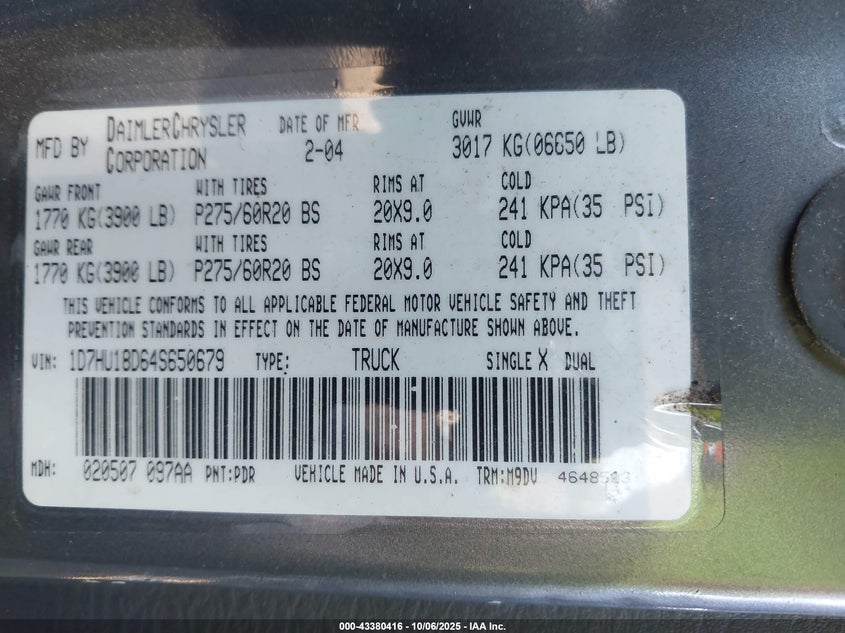 MFD BY DAIMLERCHRYSLER CORPORATION DATE OF MFR 2-04 GVWR 3017 KG(06650 LB)
GAWR FRONT WITH TIRES RIMS AT COLD
1770 KG(3900 LB) P275/60R20 BS 20X9.0 241 KPA(35 PSI)
GAWR REAR WITH TIRES RIMS AT COLD
1770 KG(3900 LB) P275/60R20 BS 20X9.0 241 KPA(35 PSI)
THIS VEHICLE CONFORMS TO ALL APPLICABLE FEDERAL MOTOR VEHICLE SAFETY AND THEFT
PREVENTION STANDARDS IN EFFECT ON THE DATE OF MANUFACTURE SHOWN ABOVE.
VIN: 1D7HU18D64S650679 TYPE: TRUCK SINGLE X DUAL
MDH: 020507 097AA PNT:PDR VEHICLE MADE IN U.S.A. TRM:M9DV
000-43380416 - 10/06/2025 - IAA Inc.